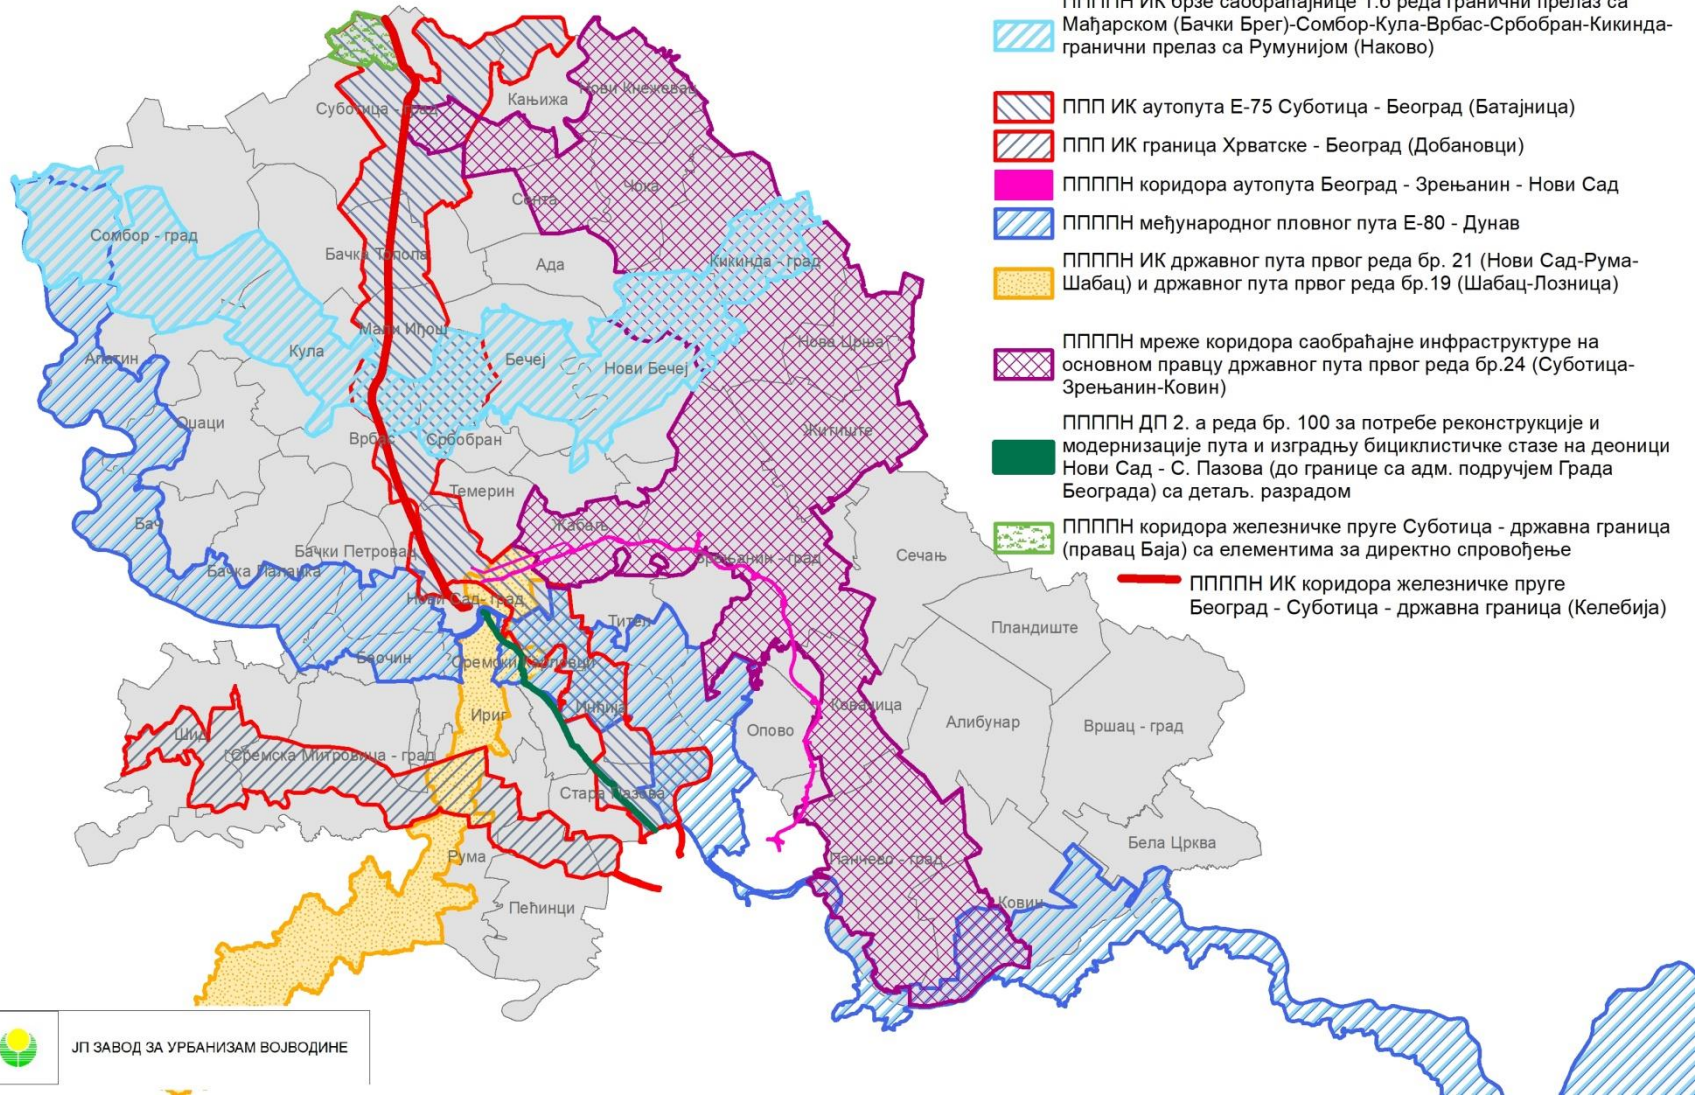 ППППН ИК брзе саобраћајнице 1.б реда гранични прелаз са
Мађарском (Бачки Брег)-Сомбор-Кула-Врбас-Србобран-Кикинда-
гранични прелаз са Румунијом (Наково)
ППП ИК аутопута Е-75 Суботица - Београд (Батајница)
ППП ИК граница Хрватске - Београд (Добановци)
ППППН коридора аутопута Београд - Зрењанин - Нови Сад
ППППН међународног пловног пута Е-80 - Дунав
ППППН ИК државног пута првог реда бр. 21 (Нови Сад-Рума-
Шабац) и државног пута првог реда бр.19 (Шабац-Лозница)
ППППН мреже коридора саобраћајне инфраструктуре на
основном правцу државног пута првог реда бр.24 (Суботица-
Зрењанин-Ковин)
ППППН ДП 2. а реда бр. 100 за потребе реконструкције и
модернизације пута и изградњу бициклистичке стазе на деоници
Нови Сад - С. Пазова (до границе са адм. подручјем Града
Београда) са детаљ. разрадом
ППППН коридора железничке пруге Суботица - државна граница
(правац Баја) са елементима за директно спровођење
ППППН ИК коридора железничке пруге
Београд - Суботица - државна граница (Келебија)
Суботица - град
Кањижа
Нови Кнежевац
Сента
Чока
Сомбор - град
Бачка Топола
Ада
Кикинда - град
Мали Иђош
Апатин
Кула
Бечеј
Нови Бечеј
Нова Црња
Оџаци
Врбас
Србобран
Житиште
Темерин
Бач
Жабаљ
Бачки Петровац
Зрењанин - град
Сечањ
Бачка Паланка
Нови Сад- град
Тител
Пландиште
Беочин
Сремски Карловци
Ириг
Инђија
Опово
Ковачица
Алибунар
Вршац - град
Шид
Сремска Митровица - град
Стара Пазова
Рума
Панчево - град
Бела Црква
Пећинци
Ковин
ЈП ЗАВОД ЗА УРБАНИЗАМ ВОЈВОДИНЕ